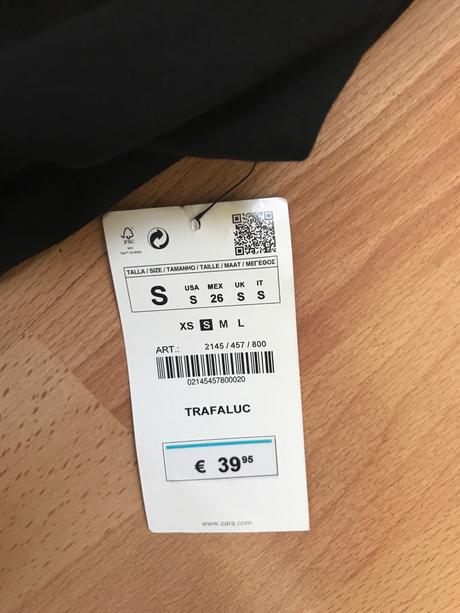 FSC
MIX
TALLA / SIZE / TAMANHO / TAILLE / MAAT / ΜΕΓΕΘΟΣ
S
USA MEX UK IT
S 26 S S
XS S M L
ART.: 2145 / 457 / 800
02145457800020
TRAFALUC
€ 39 95
www.zara.com